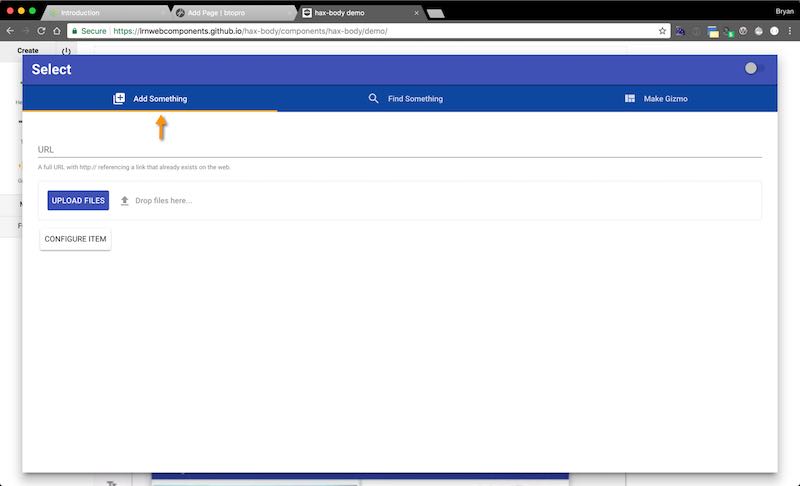 Introduction
Add Page | btopro
hax-body demo
Bryan
Secure
https://lrnwebcomponents.github.io/hax-body/components/hax-body/demo/
Create
Select
Add Something
Find Something
Make Gizmo
URL
A full URL with http:// referencing a link that already exists on the web.
UPLOAD FILES
Drop files here...
CONFIGURE ITEM